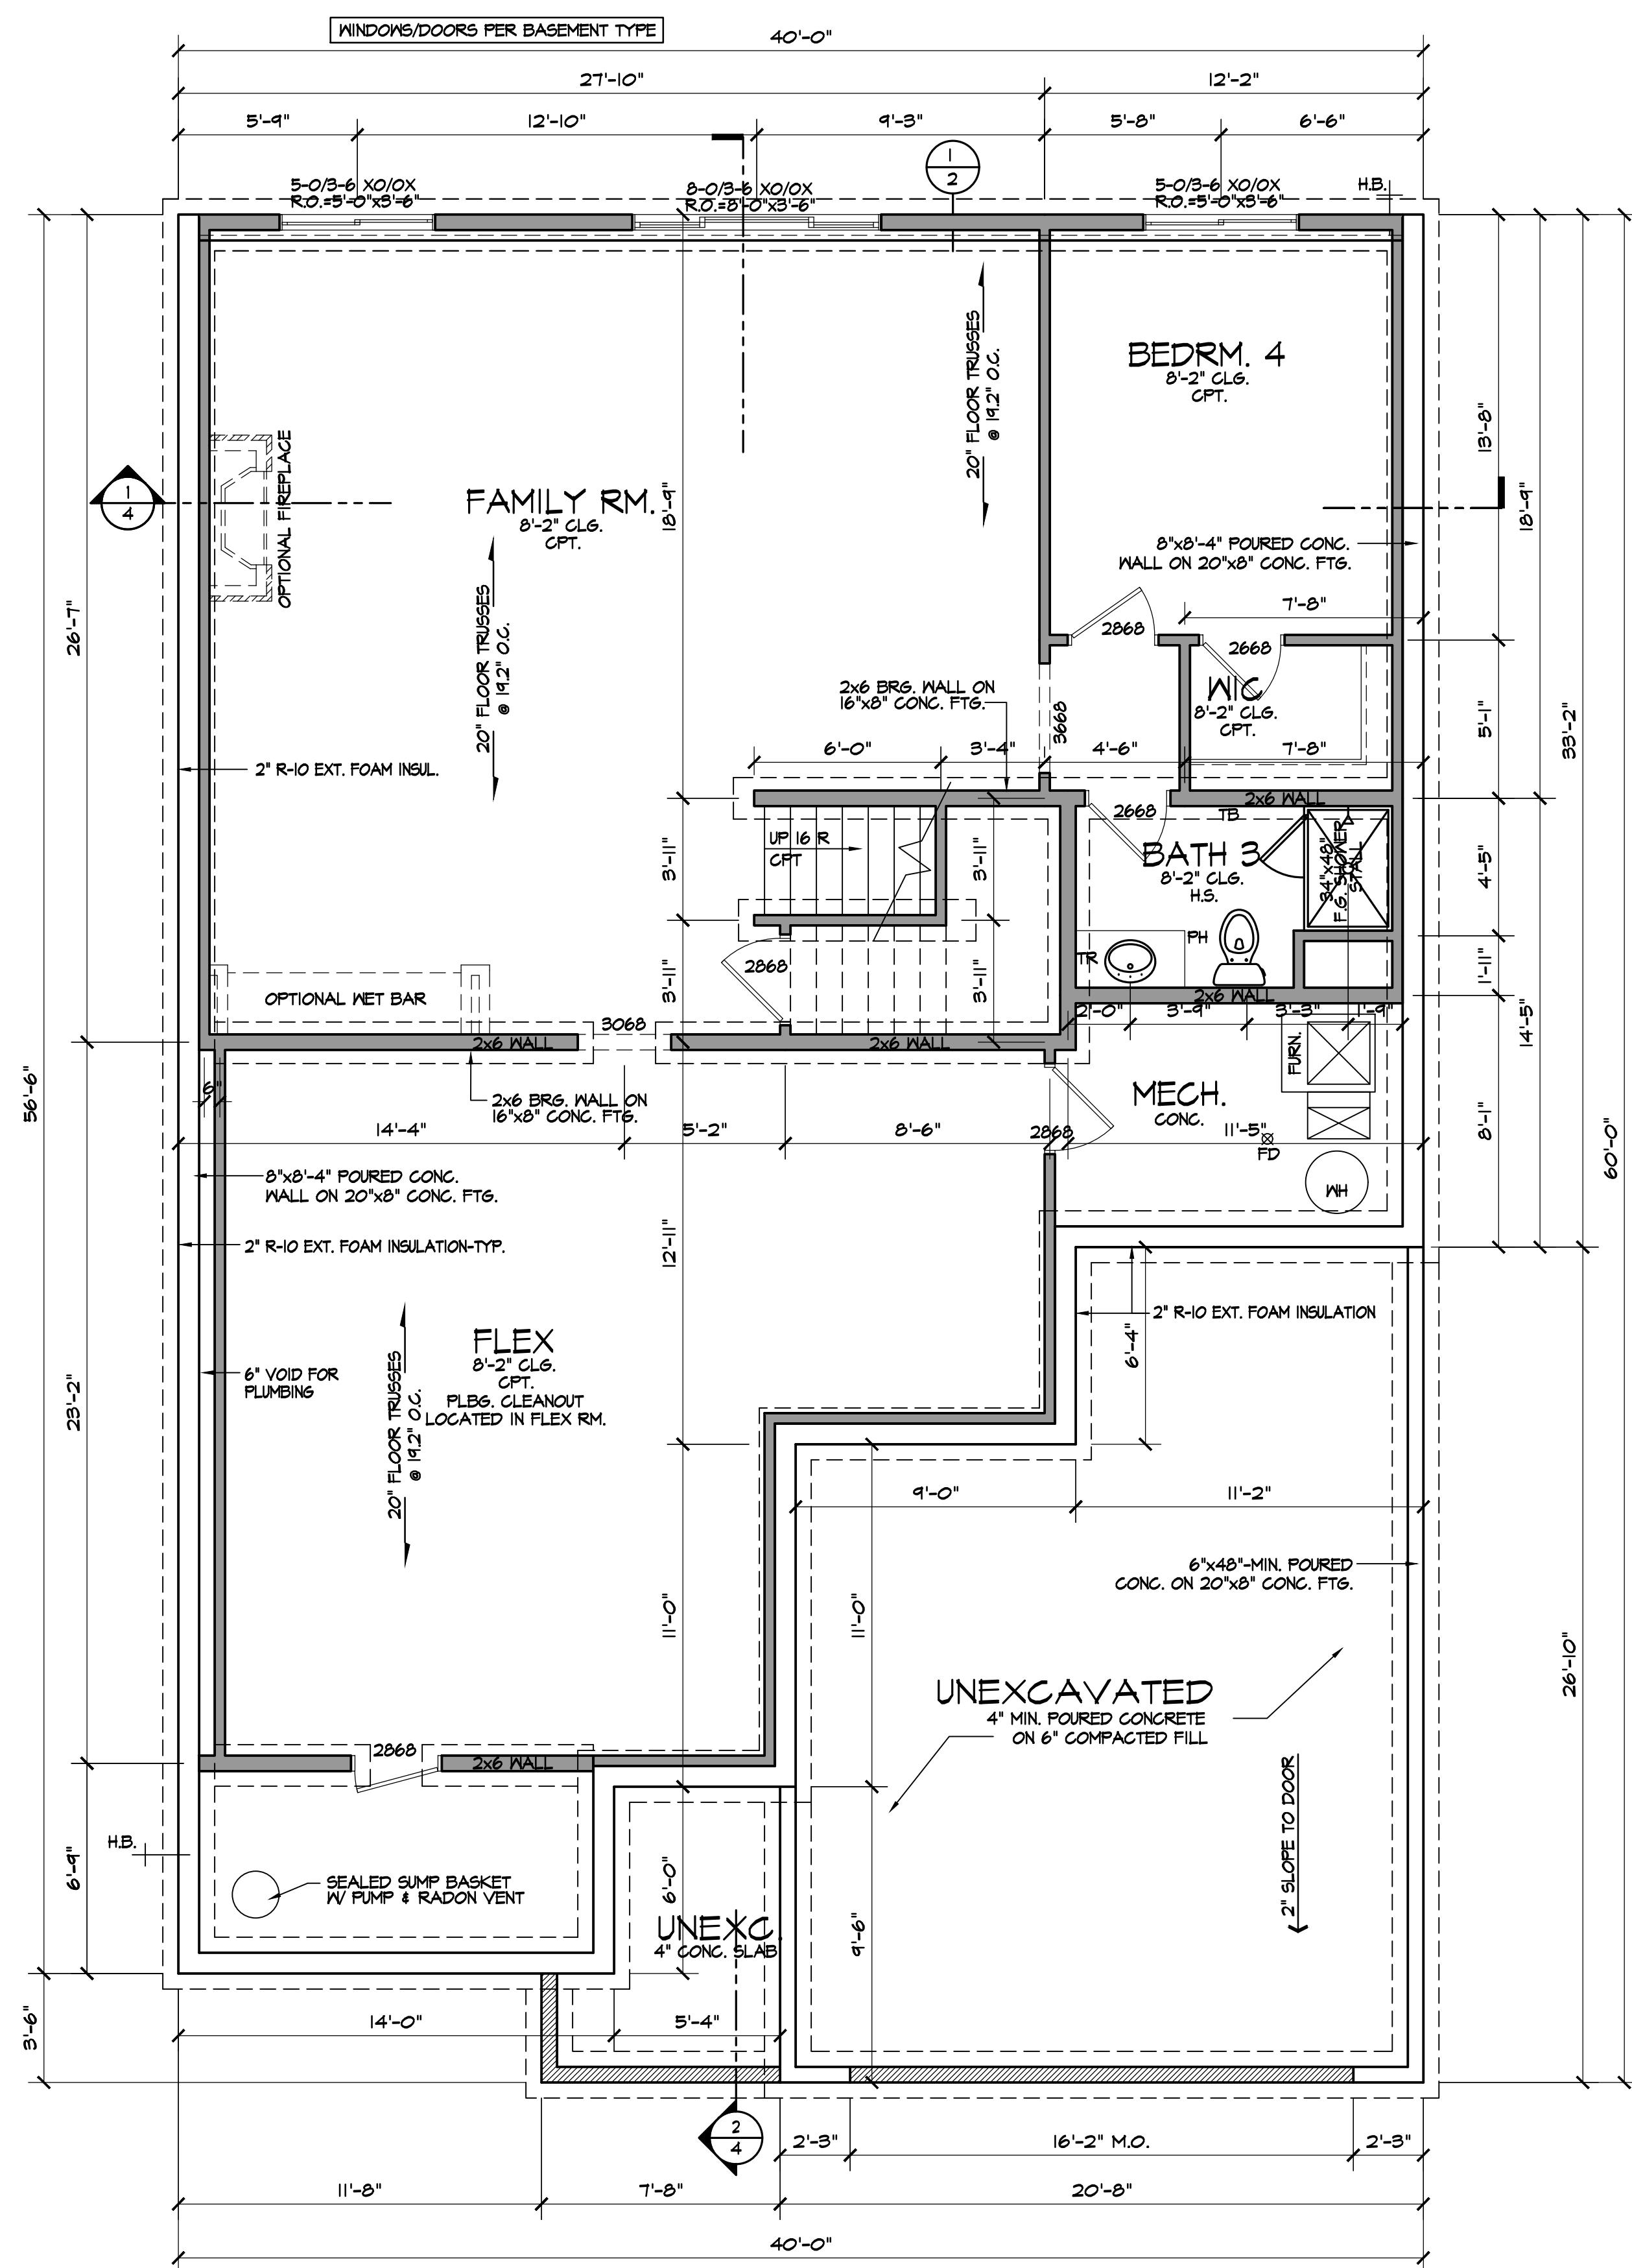 WINDOWS/DOORS PER BASEMENT TYPE
40'-0"
27'-10"
12'-2"
5'-9"
12'-10"
9'-3"
5'-8"
6'-6"
1
2
5-0/3-6 XO/OX
R.O.=5'-0"x3'-6"
8-0/3-6 XO/OX
R.O.=8'-0"x3'-6"
5-0/3-6 XO/OX
R.O.=5'-0"x3'-6"
H.B.
20" FLOOR TRUSSES
@ 19.2" O.C.
BEDRM. 4
8'-2" CLG.
CPT.
13'-8"
OPTIONAL FIREPLACE
1
4
FAMILY RM.
8'-2" CLG.
CPT.
18'-9"
18'-9"
8"x8'-4" POURED CONC.
WALL ON 20"x8" CONC. FTG.
26'-7"
20" FLOOR TRUSSES
@ 19.2" O.C.
7'-8"
2868
2668
2x6 BRG. WALL ON
16"x8" CONC. FTG.
3668
WIC
8'-2" CLG.
CPT.
5'-1"
33'-2"
2" R-10 EXT. FOAM INSUL.
6'-0"
3'-4"
4'-6"
7'-8"
2x6 WALL
2668
TB
UP 16 R
CPT
3'-11"
3'-11"
BATH 3
8'-2" CLG.
H.S.
34"x48"
F.G. SHOWER
STALL
4'-5"
PH
TR
2868
3'-11"
3'-11"
1'-11"
OPTIONAL WET BAR
2x6 WALL
2'-0"
3'-9"
3'-3"
1'-9"
3068
2x6 WALL
2x6 WALL
14'-5"
FURN.
56'-6"
6"
2x6 BRG. WALL ON
16"x8" CONC. FTG.
MECH.
CONC.
14'-4"
5'-2"
8'-6"
2868
11'-5"
FD
8'-1"
60'-0"
8"x8'-4" POURED CONC.
WALL ON 20"x8" CONC. FTG.
WH
12'-11"
2" R-10 EXT. FOAM INSULATION-TYP.
2" R-10 EXT. FOAM INSULATION
6'-4"
FLEX
8'-2" CLG.
CPT.
PLBG. CLEANOUT
LOCATED IN FLEX RM.
6" VOID FOR
PLUMBING
20" FLOOR TRUSSES
@ 19.2" O.C.
23'-2"
9'-0"
11'-2"
6"x48"-MIN. POURED
CONC. ON 20"x8" CONC. FTG.
11'-0"
11'-0"
26'-10"
UNEXCAVATED
4" MIN. POURED CONCRETE
ON 6" COMPACTED FILL
2868
2x6 WALL
2" SLOPE TO DOOR
H.B.
6'-9"
SEALED SUMP BASKET
W/ PUMP & RADON VENT
6'-0"
UNEXC.
4" CONC. SLAB
9'-6"
3'-6"
14'-0"
5'-4"
2
4
2'-3"
16'-2" M.O.
2'-3"
11'-8"
7'-8"
20'-8"
40'-0"